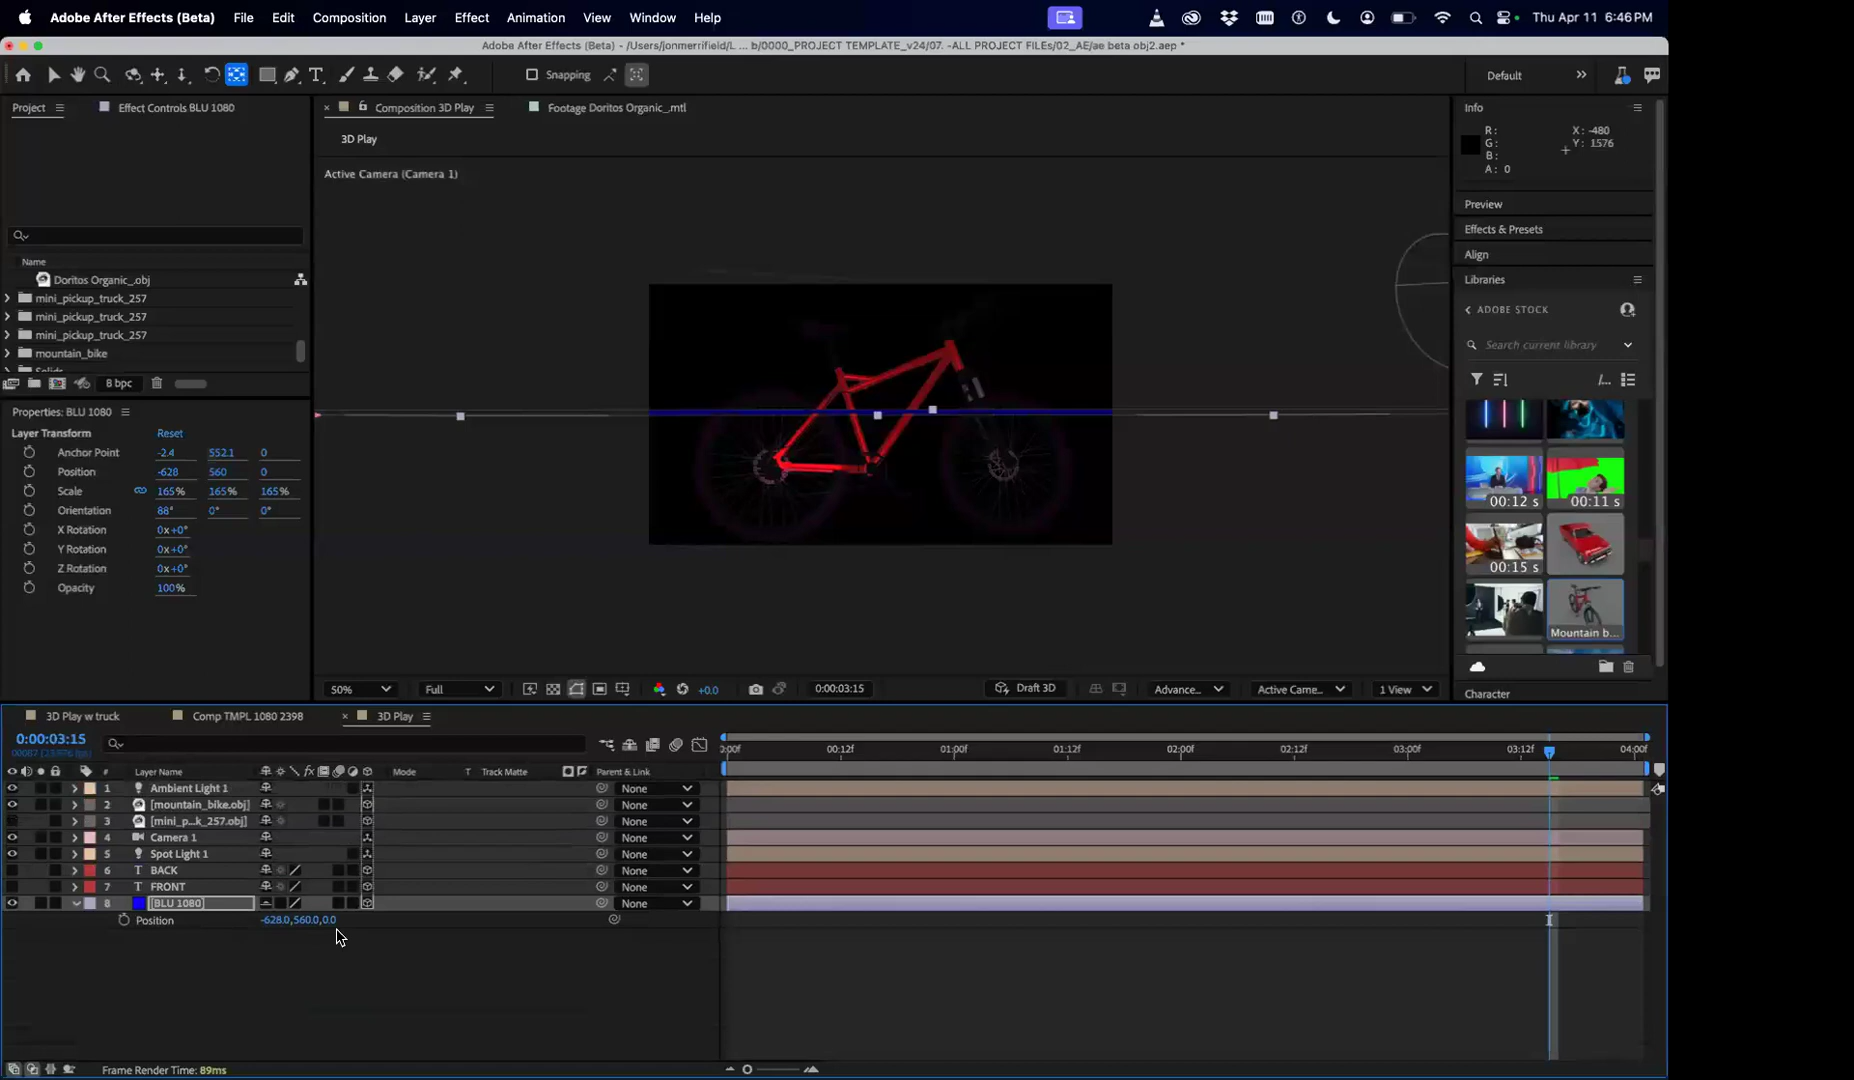 Adobe After Effects (Beta) File Edit Composition Layer Effect Animation View Window Help Thu Apr 11 6:46 PM
Adobe After Effects (Beta) - /Users/jonmerrifield/L ... b/0000_PROJECT TEMPLATE_v24/07. -ALL PROJECT FILEs/02_AE/ae beta obj2.aep *
Snapping Default
Project Effect Controls BLU 1080
Composition 3D Play Footage Doritos Organic_.mtl
3D Play
Active Camera (Camera 1)
Name
Doritos Organic_.obj
mini_pickup_truck_257
mini_pickup_truck_257
mini_pickup_truck_257
mountain_bike
8 bpc
Properties: BLU 1080
Layer Transform Reset
Anchor Point -2.4 552.1 0
Position -628 560 0
Scale 165% 165% 165%
Orientation 88° 0° 0°
X Rotation 0x+0°
Y Rotation 0x+0°
Z Rotation 0x+0°
Opacity 100%
50% Full +0.0 0:00:03:15 Draft 3D Advance... Active Came... 1 View
Info
R: X: -480
G: Y: 1576
B:
A: 0
Preview
Effects & Presets
Align
Libraries
ADOBE STOCK
Search current library
00:12 s 00:11 s
00:15 s
Mountain b...
Character
3D Play w truck Comp TMPL 1080 2398 3D Play
0:00:03:15
:00f 00:12f 01:00f 01:12f 02:00f 02:12f 03:00f 03:12f 04:00f
# Layer Name fx Mode T Track Matte Parent & Link
1 Ambient Light 1 None
2 [mountain_bike.obj] None
3 [mini_p...k_257.obj] None
4 Camera 1 None
5 Spot Light 1 None
6 T BACK None
7 T FRONT None
8 [BLU 1080] None
Position -628.0,560.0,0.0
Frame Render Time: 89ms